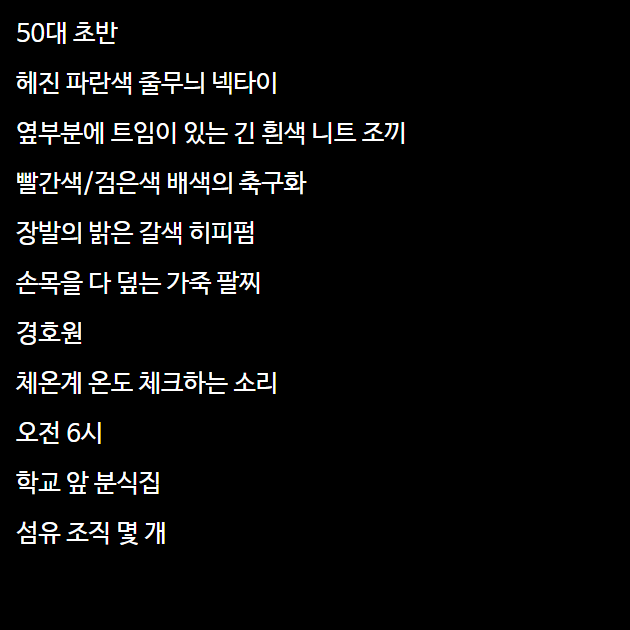 50대 초반
헤진 파란색 줄무늬 넥타이
옆부분에 트임이 있는 긴 흰색 니트 조끼
빨간색/검은색 배색의 축구화
장발의 밝은 갈색 히피펌
손목을 다 덮는 가죽 팔찌
경호원
체온계 온도 체크하는 소리
오전 6시
학교 앞 분식집
섬유 조직 몇 개